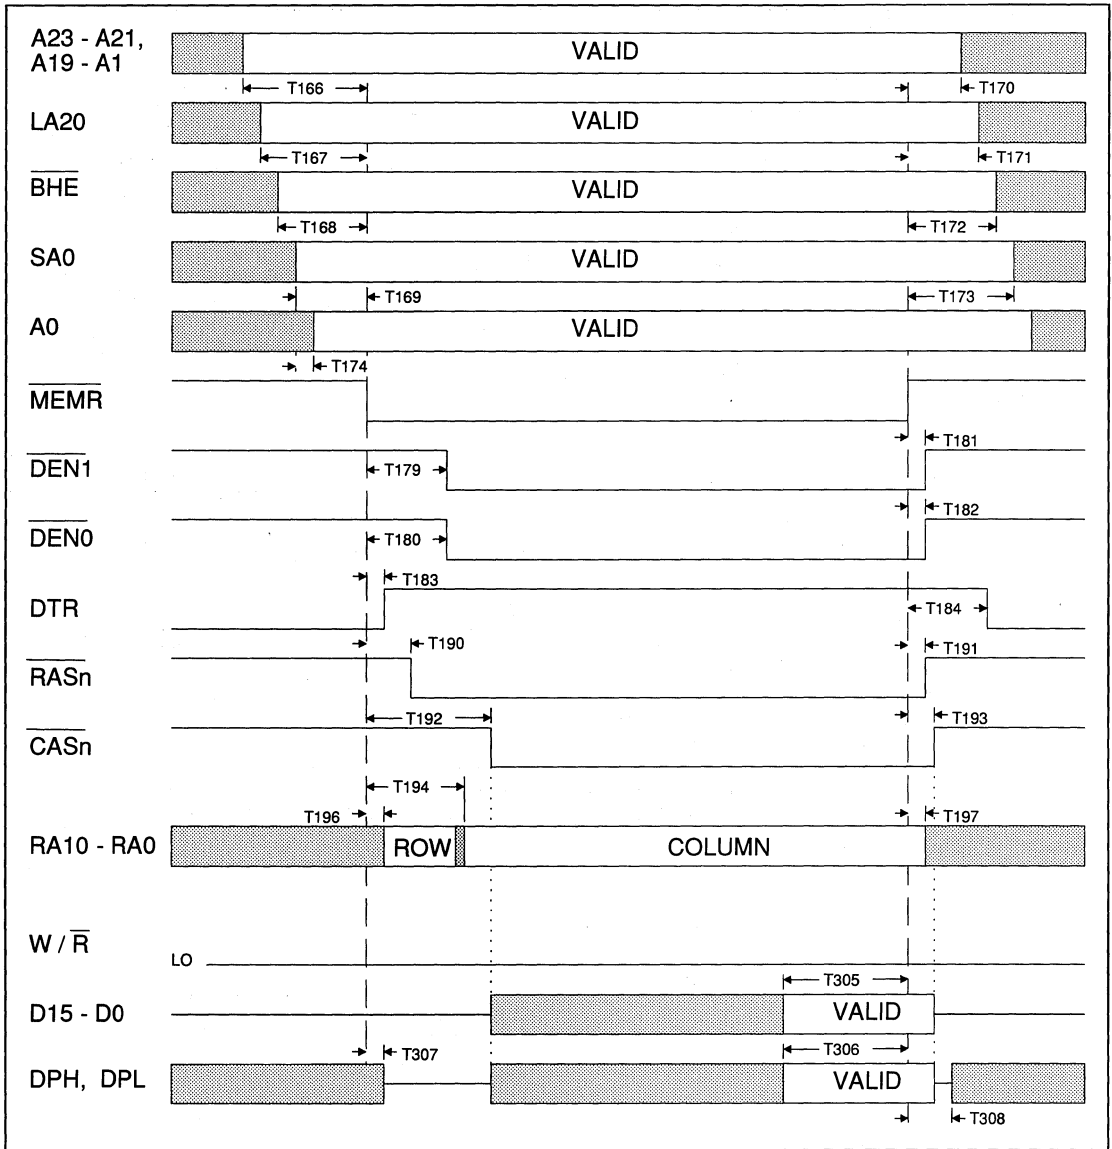 A23 - A21,
A19 - A1
VALID
T166
T170
LA20
VALID
T167
T171
BHE
VALID
T168
T172
SA0
VALID
T169
T173
A0
VALID
T174
MEMR
T181
DEN1
T179
T182
DEN0
T180
T183
DTR
T184
T190
T191
RASn
T192
T193
CASn
T194
T196
T197
RA10 - RA0
ROW
COLUMN
W / R
LO
T305
D15 - D0
VALID
T307
T306
DPH, DPL
VALID
T308